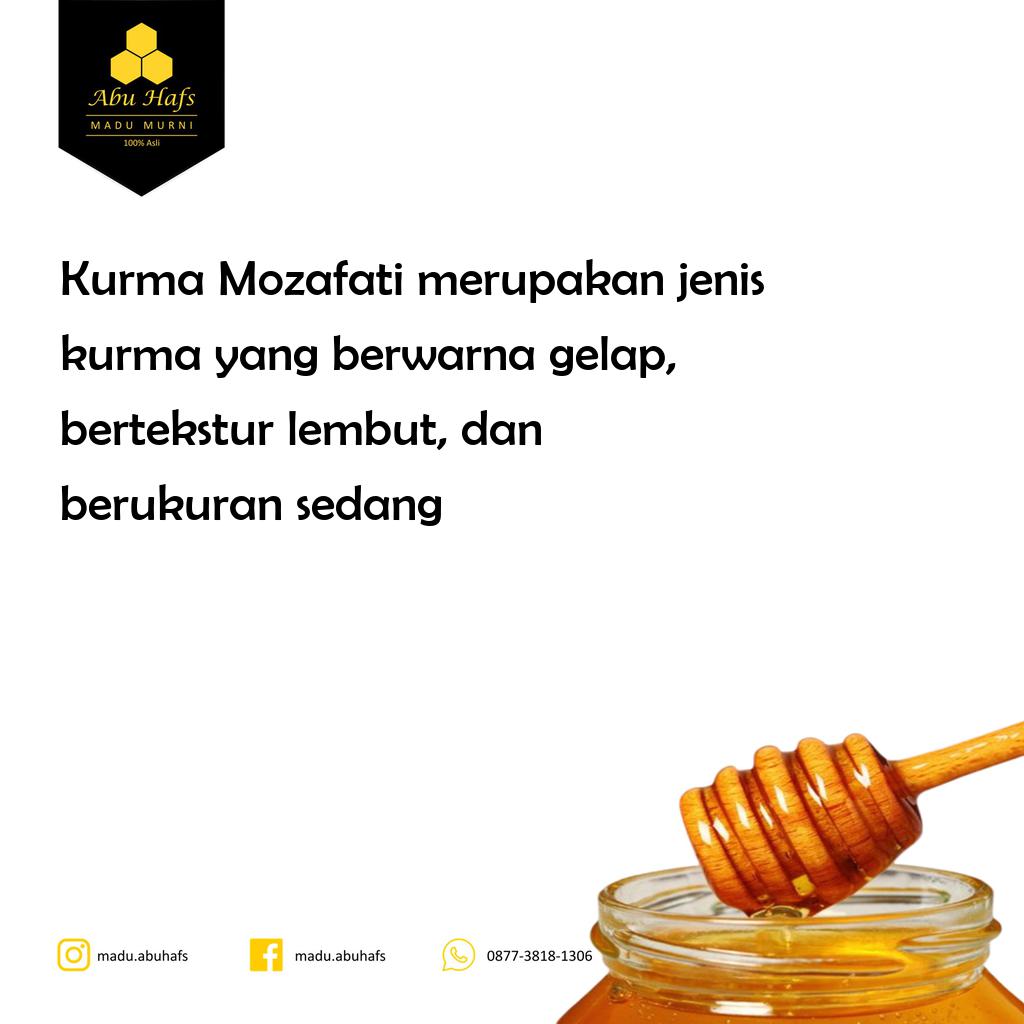 Abu Hafs
MADU MURNI
100% Asli
Kurma Mozafati merupakan jenis
kurma yang berwarna gelap,
bertekstur lembut, dan
berukuran sedang
madu.abuhafs
madu.abuhafs
0877-3818-1306